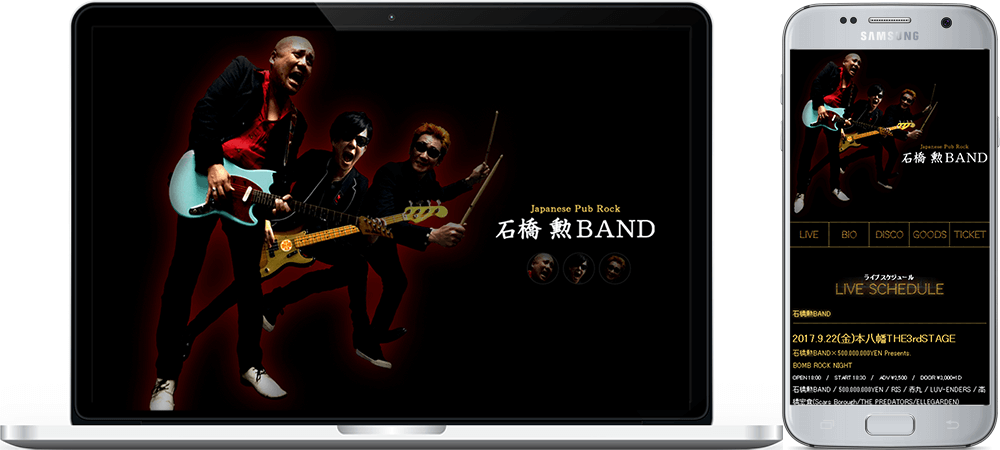 Japanese Pub Rock
石橋 勲BAND
SAMSUNG
Japanese Pub Rock
石橋 勲BAND
LIVE BIO DISCO GOODS TICKET
ライブスケジュール
LIVE SCHEDULE
石橋勲BAND
2017.9.22(金)本八幡THE3rdSTAGE
石橋勲BAND×500.000.000YEN Presents.
BOMB ROCK NIGHT
OPEN 18:00 / START 18:30 / ADV ¥2,500 / DOOR ¥3,000+1D
石橋勲BAND / 500.000.000YEN / RIS / 赤丸 / LUV-ENDERS / 高
橋宏貴(Scars Borough/THE PREDATORS/ELLEGARDEN)